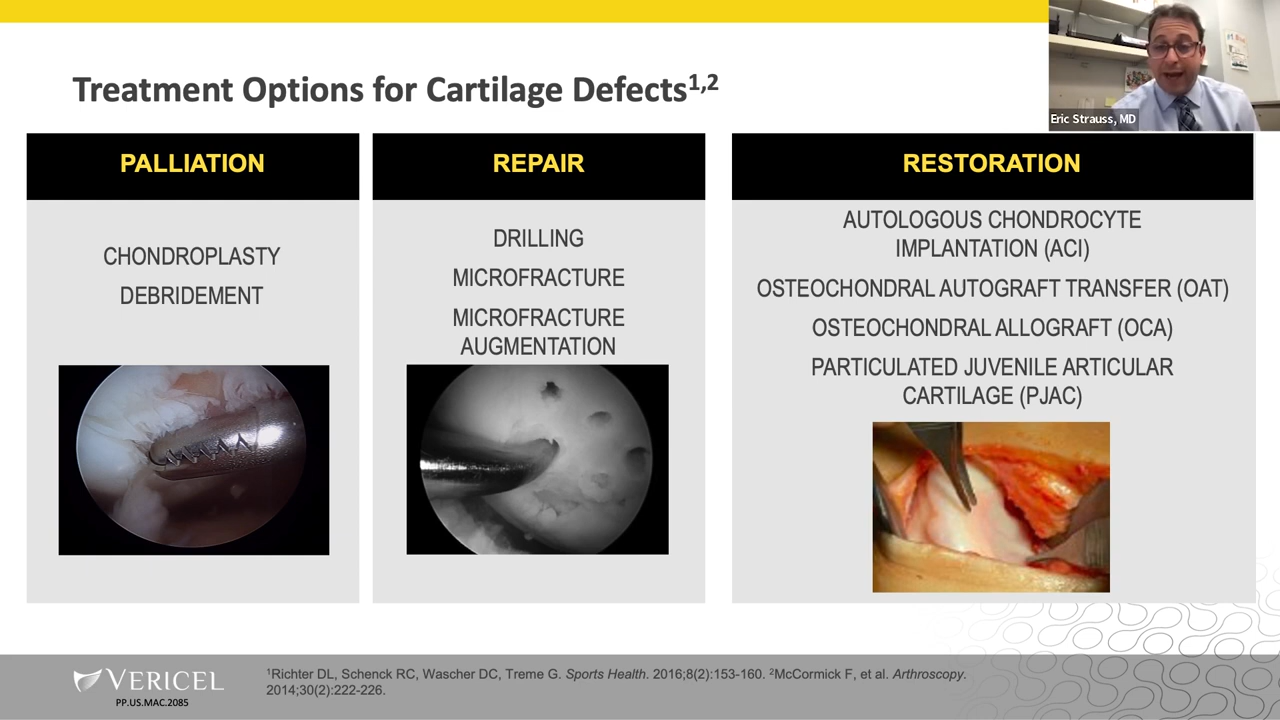 Treatment Options for Cartilage Defects1,2
Eric Strauss, MD
PALLIATION
CHONDROPLASTY
DEBRIDEMENT
REPAIR
DRILLING
MICROFRACTURE
MICROFRACTURE
AUGMENTATION
RESTORATION
AUTOLOGOUS CHONDROCYTE
IMPLANTATION (ACI)
OSTEOCHONDRAL AUTOGRAFT TRANSFER (OAT)
OSTEOCHONDRAL ALLOGRAFT (OCA)
PARTICULATED JUVENILE ARTICULAR
CARTILAGE (PJAC)
VERICEL
PP.US.MAC.2085
1Richter DL, Schenck RC, Wascher DC, Treme G. Sports Health. 2016;8(2):153-160. 2McCormick F, et al. Arthroscopy.
2014;30(2):222-226.